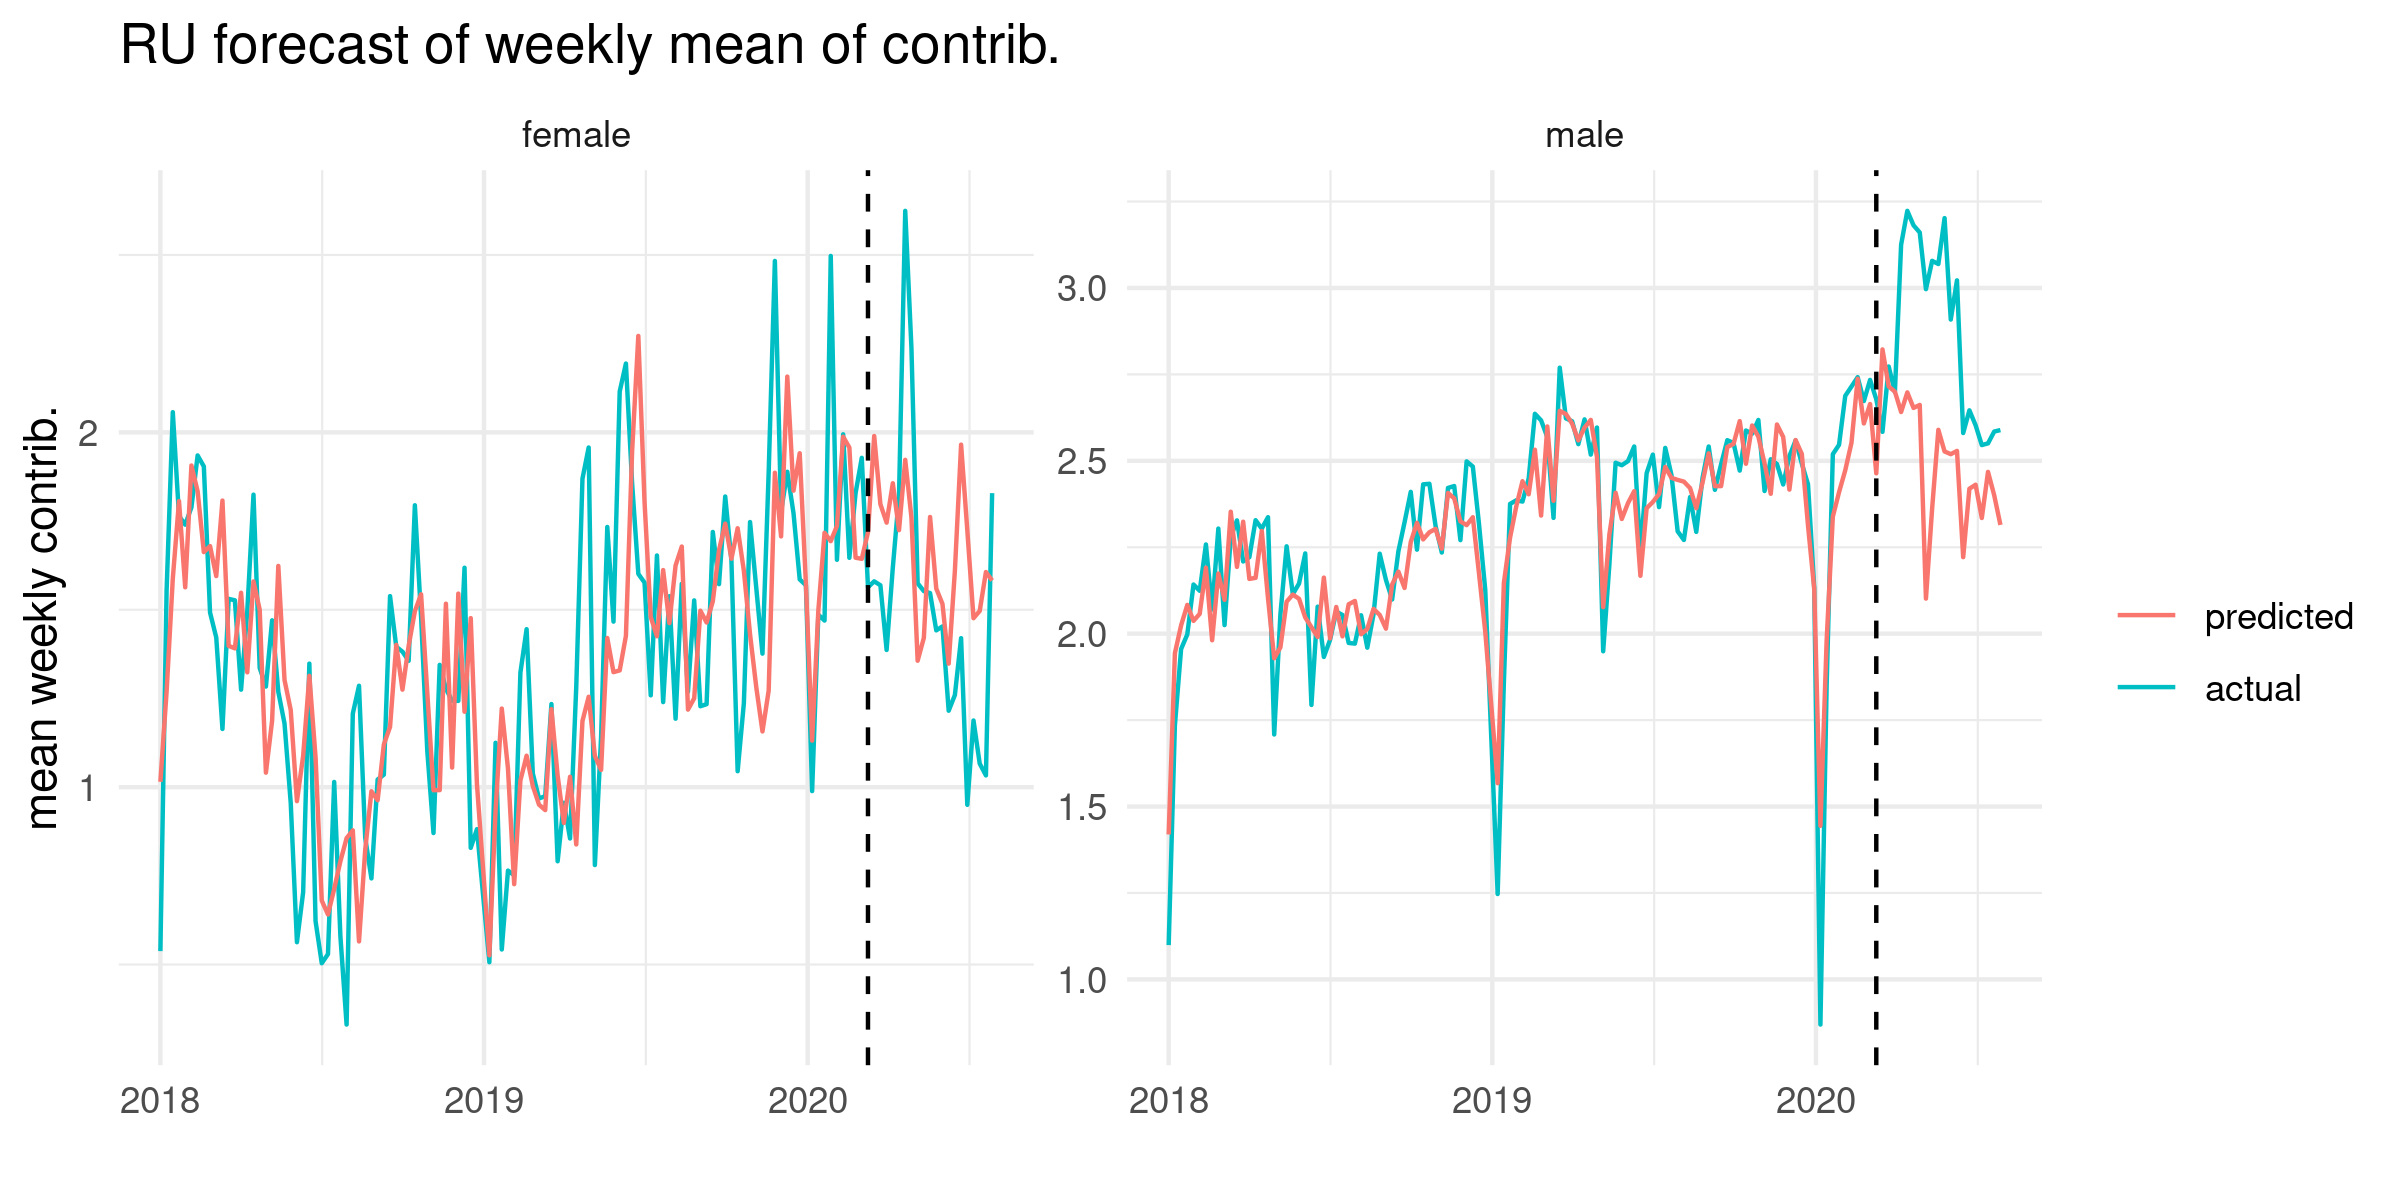 RU forecast of weekly mean of contrib.
female
male
mean weekly contrib.
2
1
3.0
2.5
2.0
1.5
1.0
2018
2019
2020
2018
2019
2020
predicted
actual